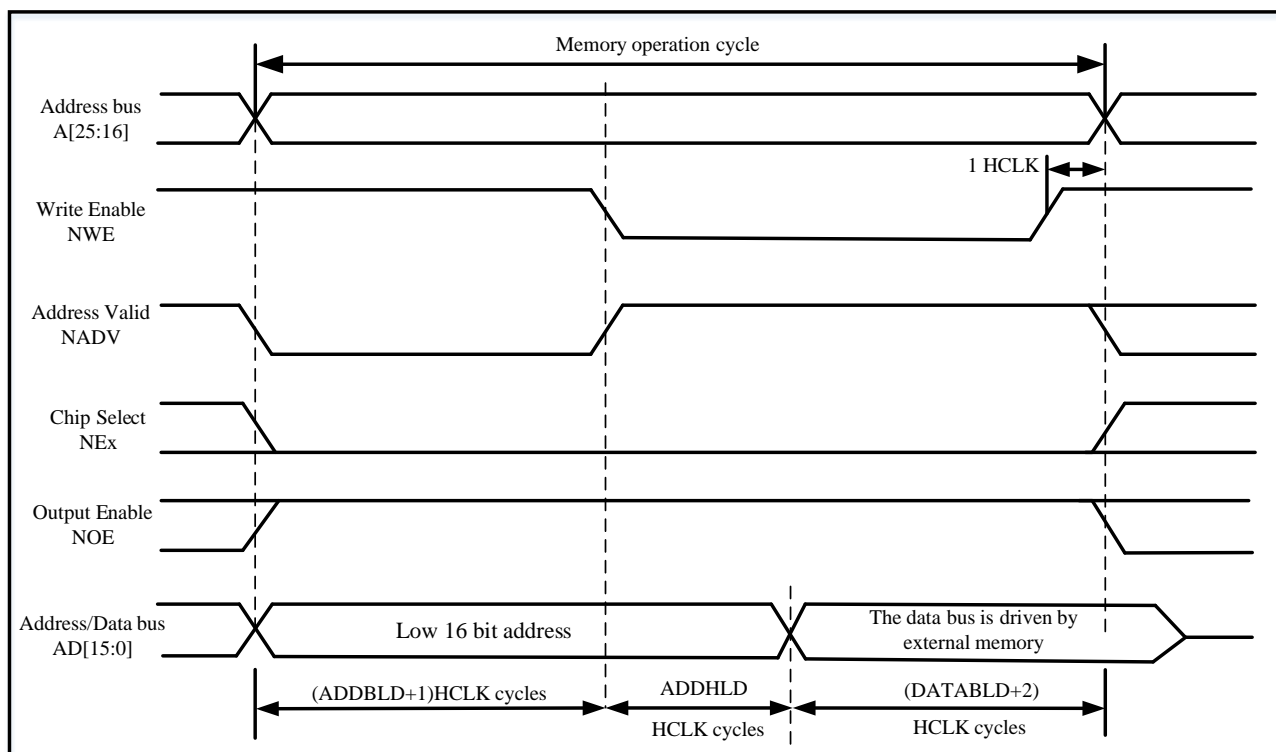 Memory operation cycle
Address bus
A[25:16]
1 HCLK
Write Enable
NWE
Address Valid
NADV
Chip Select
NEx
Output Enable
NOE
Address/Data bus
AD[15:0]
Low 16 bit address
The data bus is driven by
external memory
(ADDBLD+1)HCLK cycles
ADDHLD
HCLK cycles
(DATABLD+2)
HCLK cycles